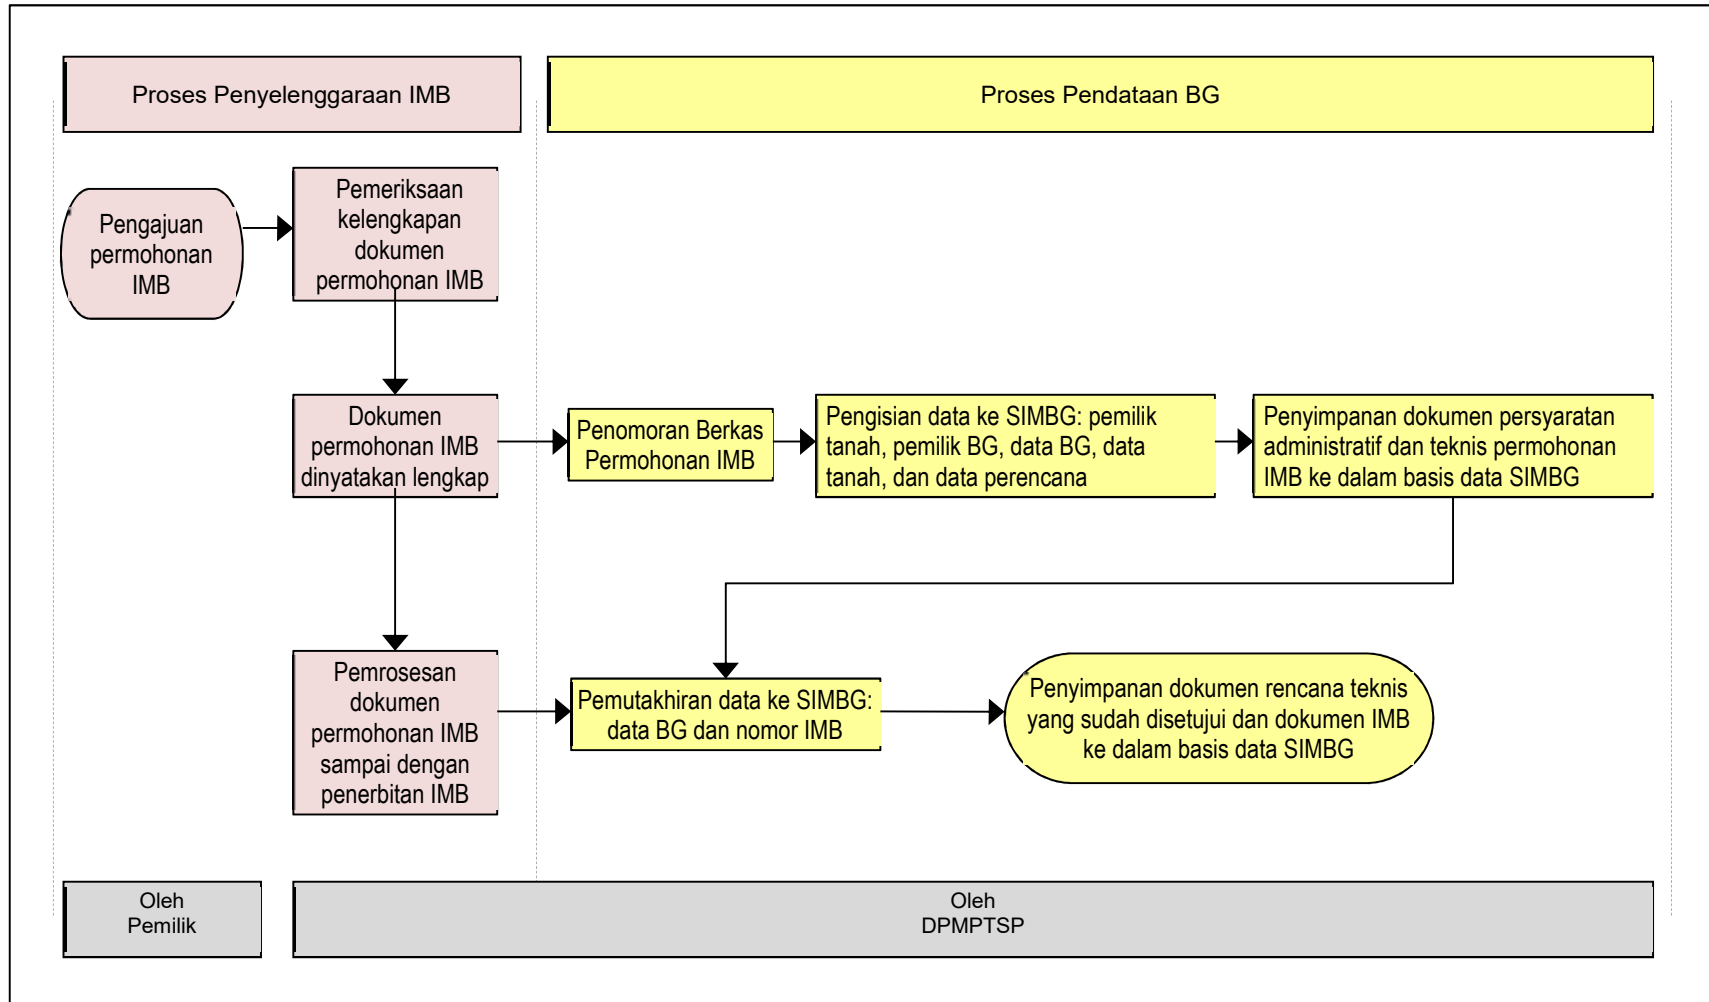 Proses Penyelenggaraan IMB
Proses Pendataan BG
Pengajuan
permohonan
IMB
Pemeriksaan
kelengkapan
dokumen
permohonan IMB
Dokumen
permohonan IMB
dinyatakan lengkap
Penomoran Berkas
Permohonan IMB
Pengisian data ke SIMBG: pemilik
tanah, pemilik BG, data BG, data
tanah, dan data perencana
Penyimpanan dokumen persyaratan
administratif dan teknis permohonan
IMB ke dalam basis data SIMBG
Pemrosesan
dokumen
permohonan IMB
sampai dengan
penerbitan IMB
Pemutakhiran data ke SIMBG:
data BG dan nomor IMB
Penyimpanan dokumen rencana teknis
yang sudah disetujui dan dokumen IMB
ke dalam basis data SIMBG
Oleh
Pemilik
Oleh
DPMPTSP